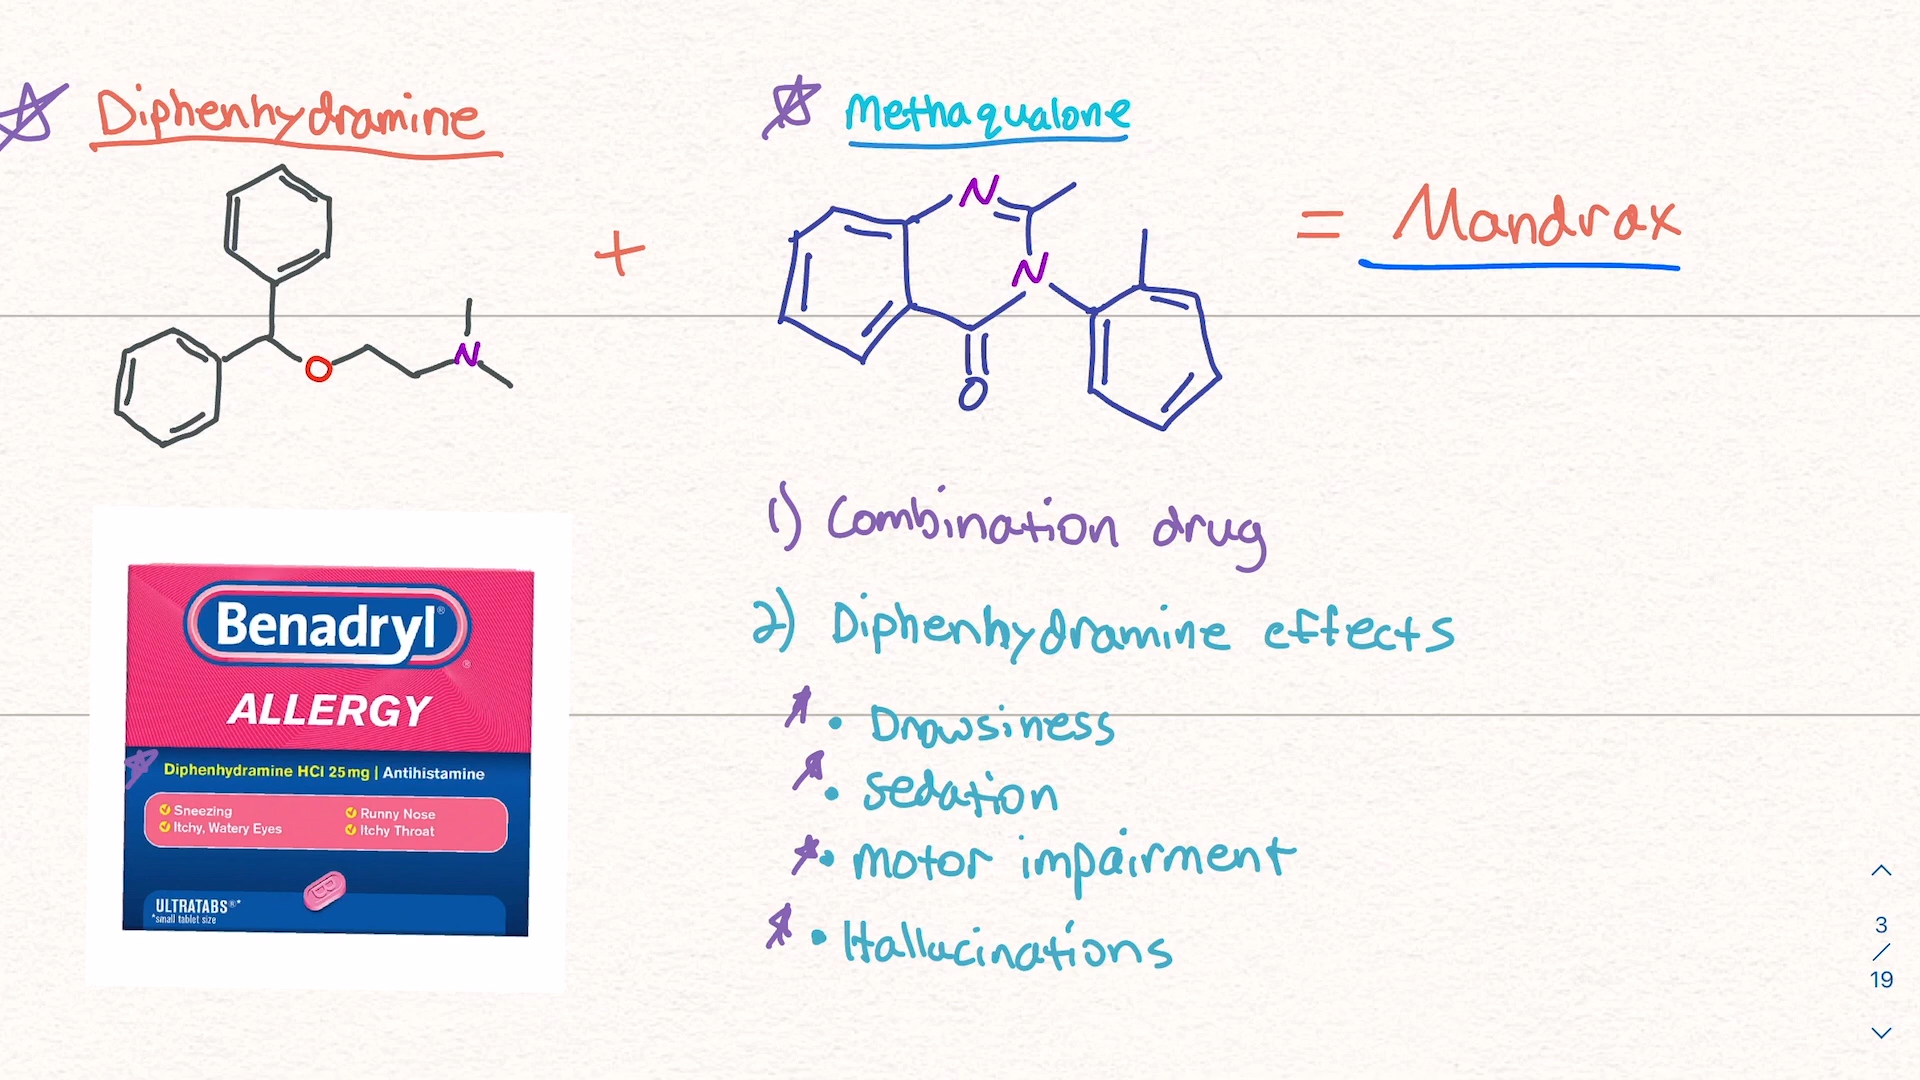 Diphenhydramine
Methaqualone
N
N
O
O
N
+
= Mandrax
1) Combination drug
2) Diphenhydramine effects
• Drowsiness
• Sedation
• Motor impairment
• Hallucinations
Benadryl®
®
ALLERGY
Diphenhydramine HCl 25mg | Antihistamine
Sneezing
Runny Nose
Itchy, Watery Eyes
Itchy Throat
B
ULTRATABS®*
*small tablet size
3
/
19